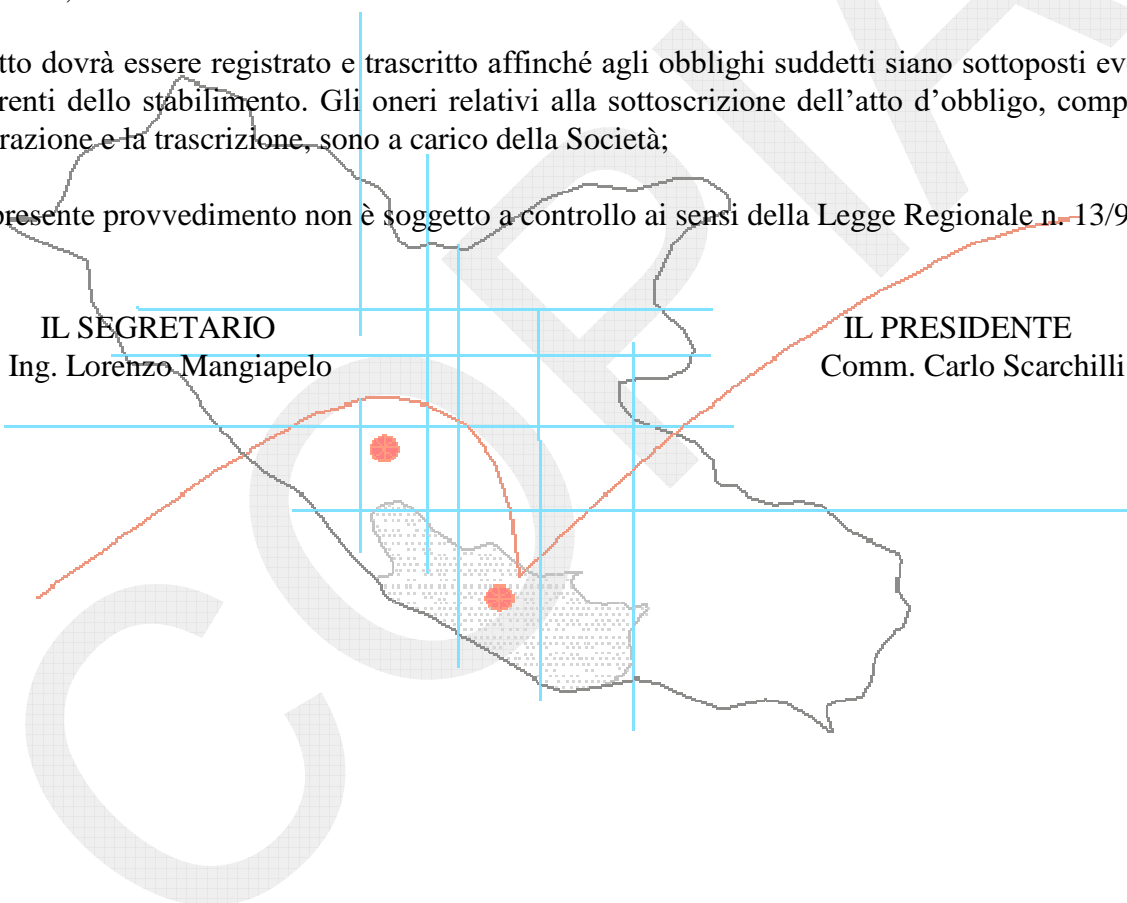 tto dovrà essere registrato e trascritto affinché agli obblighi suddetti siano sottoposti ev
renti dello stabilimento. Gli oneri relativi alla sottoscrizione dell’atto d’obbligo, comp
razione e la trascrizione, sono a carico della Società;
presente provvedimento non è soggetto a controllo ai sensi della Legge Regionale n. 13/9
IL SEGRETARIO IL PRESIDENTE
Ing. Lorenzo Mangiapelo Comm. Carlo Scarchilli
COPIA